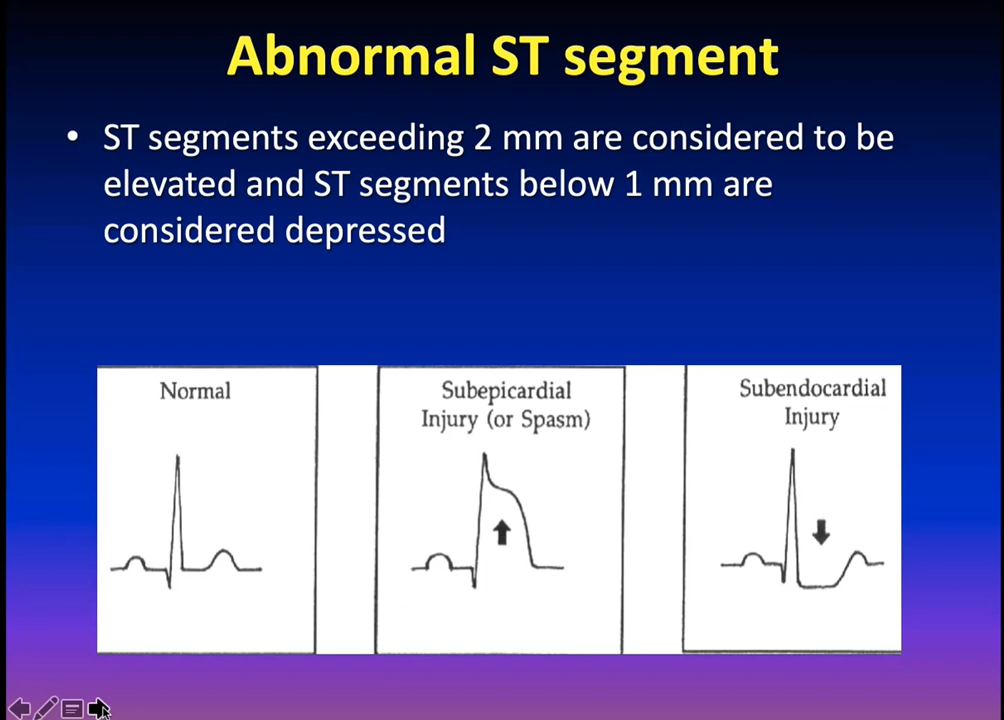 Abnormal ST segment
• ST segments exceeding 2 mm are considered to be
elevated and ST segments below 1 mm are
considered depressed
Normal
Subepicardial
Injury (or Spasm)
Subendocardial
Injury